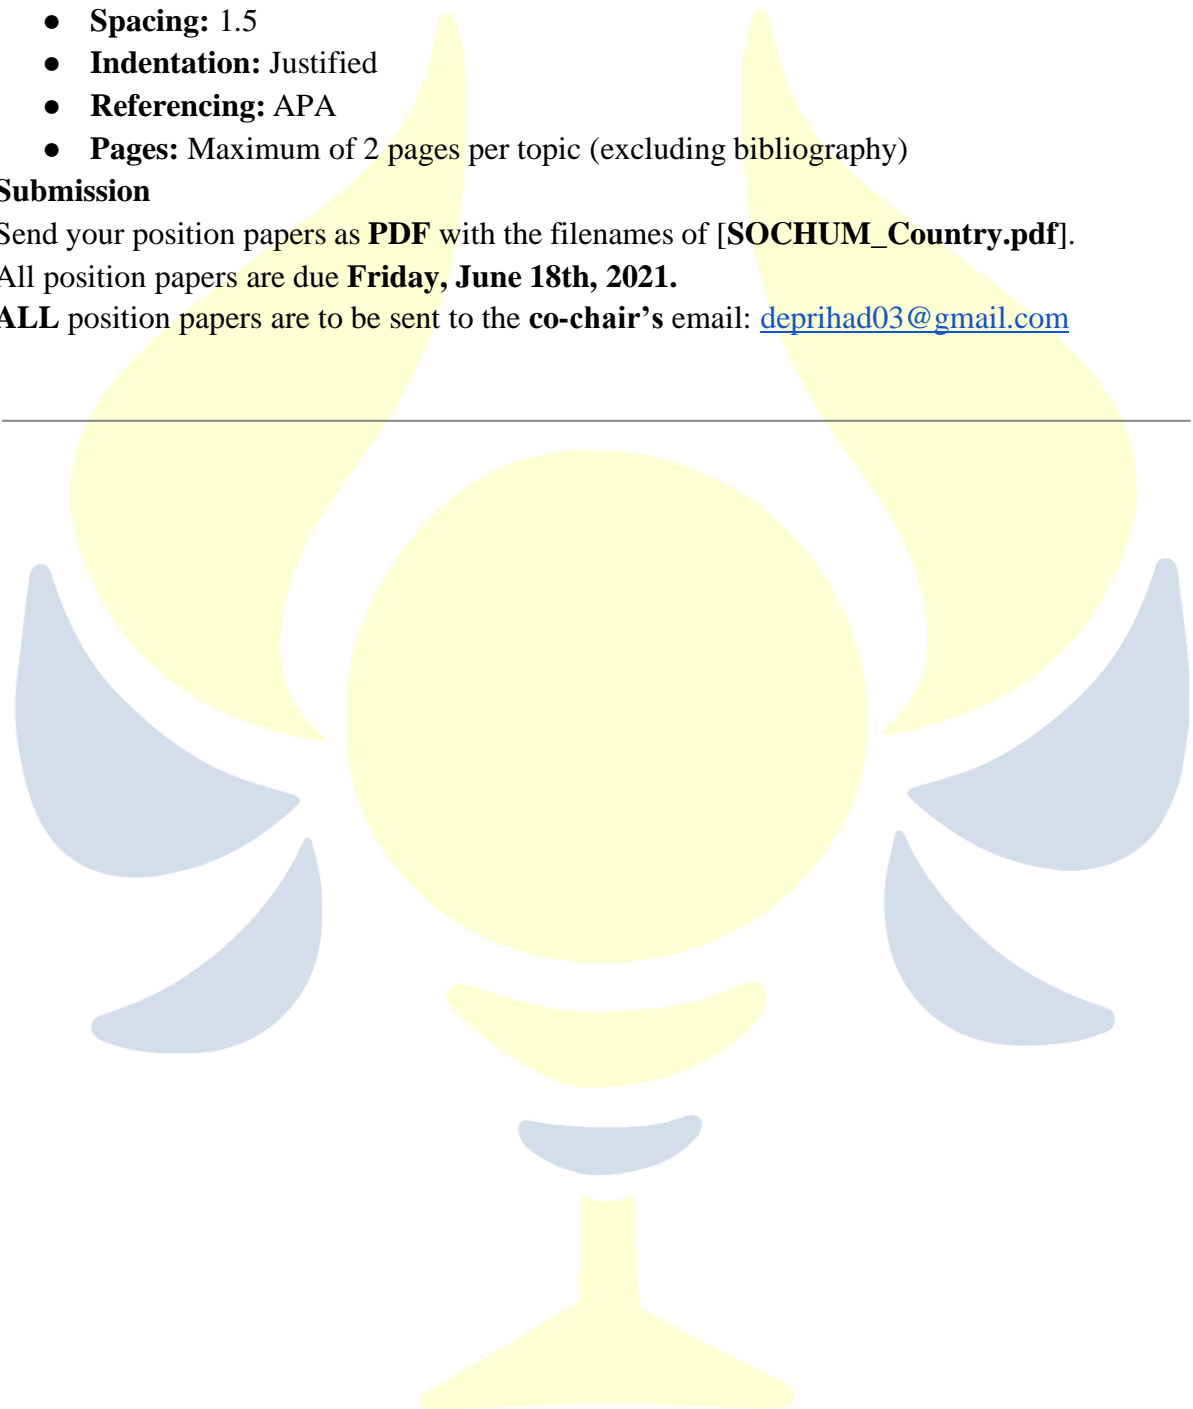 ● Spacing: 1.5
● Indentation: Justified
● Referencing: APA
● Pages: Maximum of 2 pages per topic (excluding bibliography)
Submission
Send your position papers as PDF with the filenames of [SOCHUM_Country.pdf].
All position papers are due Friday, June 18th, 2021.
ALL position papers are to be sent to the co-chair’s email: deprihad03@gmail.com